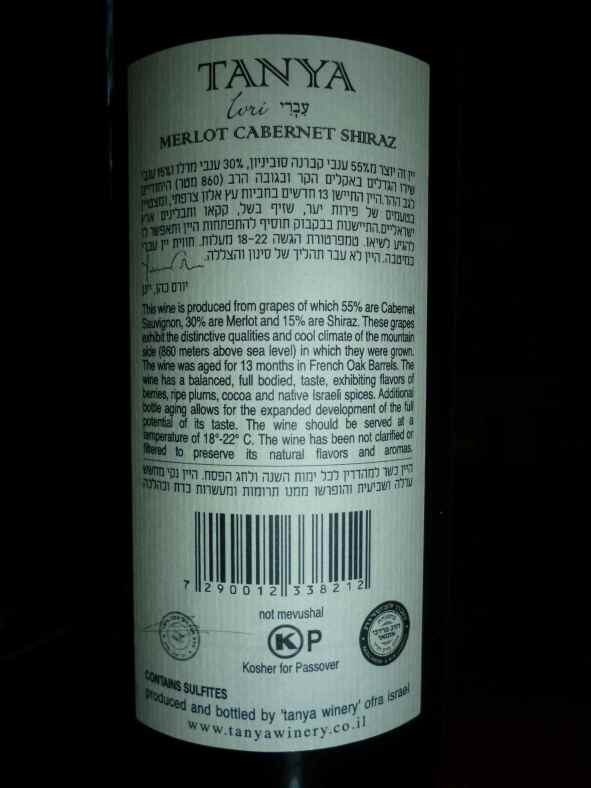 TANYA
Ivri עִבְרִי
MERLOT CABERNET SHIRAZ
יין זה יוצר מ55% ענבי קברנה סוביניון, 30% ענבי מרלו ו15% ענבי
שירז הגדלים באקלים הקר ובגובה הרב (860 מטר) היחודיים
לגב ההר.היין התיישן 13 חדשים בחביות עץ אלון צרפתי, ומצטיין
בטעמים של פירות יער, שזיף בשל, קקאו ותבלינים ארץ
ישראליים.התיישנות בבקבוק תוסיף להתפתחות היין ותאפשר לו
להגיע לשיאו. טמפרטורת הגשה 18-22 מעלות. חווית יין עברי
במיטבה. היין לא עבר תהליך של סינון והצללה.
יורם כהן, יינן
This wine is produced from grapes of which 55% are Cabernet
Sauvignon, 30% are Merlot and 15% are Shiraz. These grapes
exhibit the distinctive qualities and cool climate of the mountain
side (860 meters above sea level) in which they were grown.
The wine was aged for 13 months in French Oak Barrels. The
wine has a balanced, full bodied, taste, exhibiting flavors of
berries, ripe plums, cocoa and native Israeli spices. Additional
bottle aging allows for the expanded development of the full
potential of its taste. The wine should be served at a
temperature of 18°-22° C. The wine has been not clarified or
filtered to preserve its natural flavors and aromas.
היין כשר למהדרין לכל ימות השנה ולחג הפסח. היין נקי מחשש
ערלה ושביעית והופרשו ממנו תרומות ומעשרות כדת וכהלכה
7 290012 338212
not mevushal
K P
Kosher for Passover
CONTAINS SULFITES
produced and bottled by 'tanya winery' ofra israel
www.tanyawinery.co.il